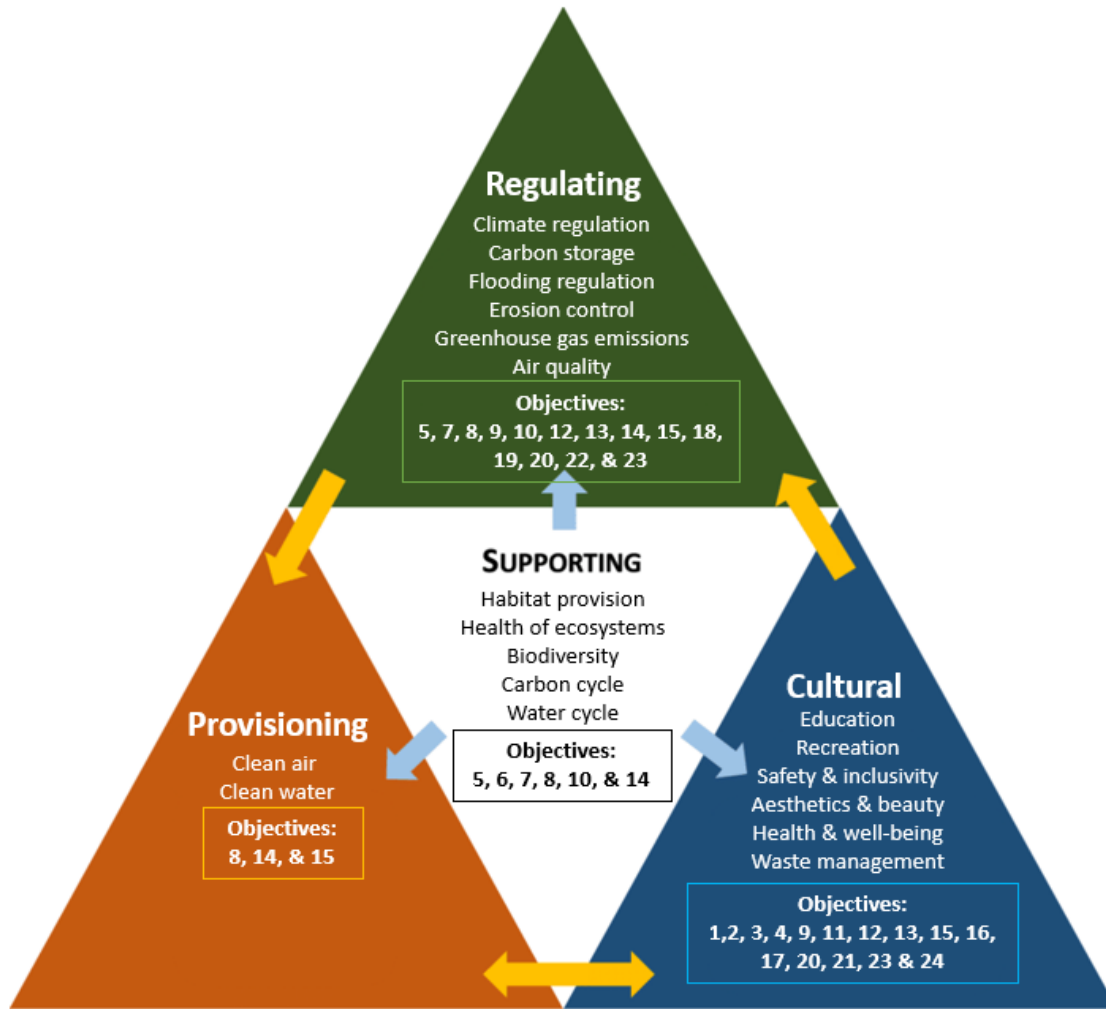 Regulating
Climate regulation
Carbon storage
Flooding regulation
Erosion control
Greenhouse gas emissions
Air quality
Objectives:
5, 7, 8, 9, 10, 12, 13, 14, 15, 18,
19, 20, 22, & 23
SUPPORTING
Habitat provision
Health of ecosystems
Biodiversity
Carbon cycle
Water cycle
Objectives:
5, 6, 7, 8, 10, & 14
Provisioning
Clean air
Clean water
Objectives:
8, 14, & 15
Cultural
Education
Recreation
Safety & inclusivity
Aesthetics & beauty
Health & well-being
Waste management
Objectives:
1,2, 3, 4, 9, 11, 12, 13, 15, 16,
17, 20, 21, 23 & 24